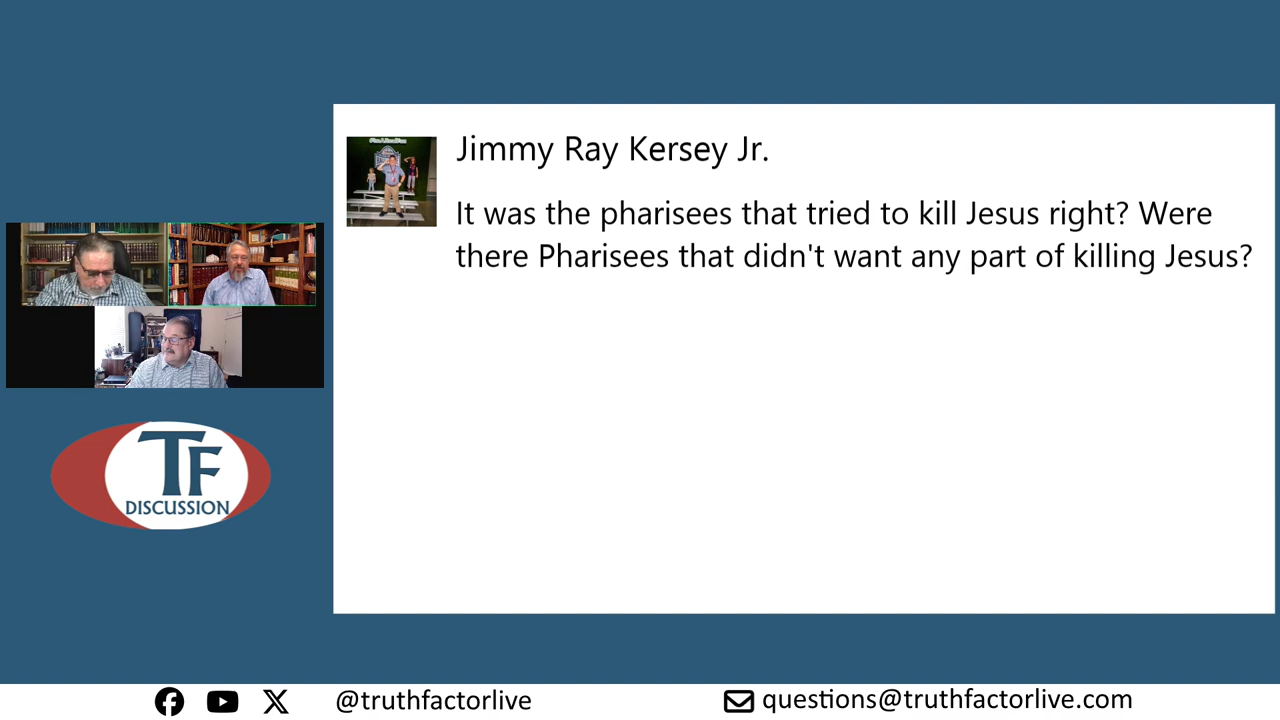 Jimmy Ray Kersey Jr.
It was the pharisees that tried to kill Jesus right? Were
there Pharisees that didn't want any part of killing Jesus?
TF
DISCUSSION
@truthfactorlive
questions@truthfactorlive.com